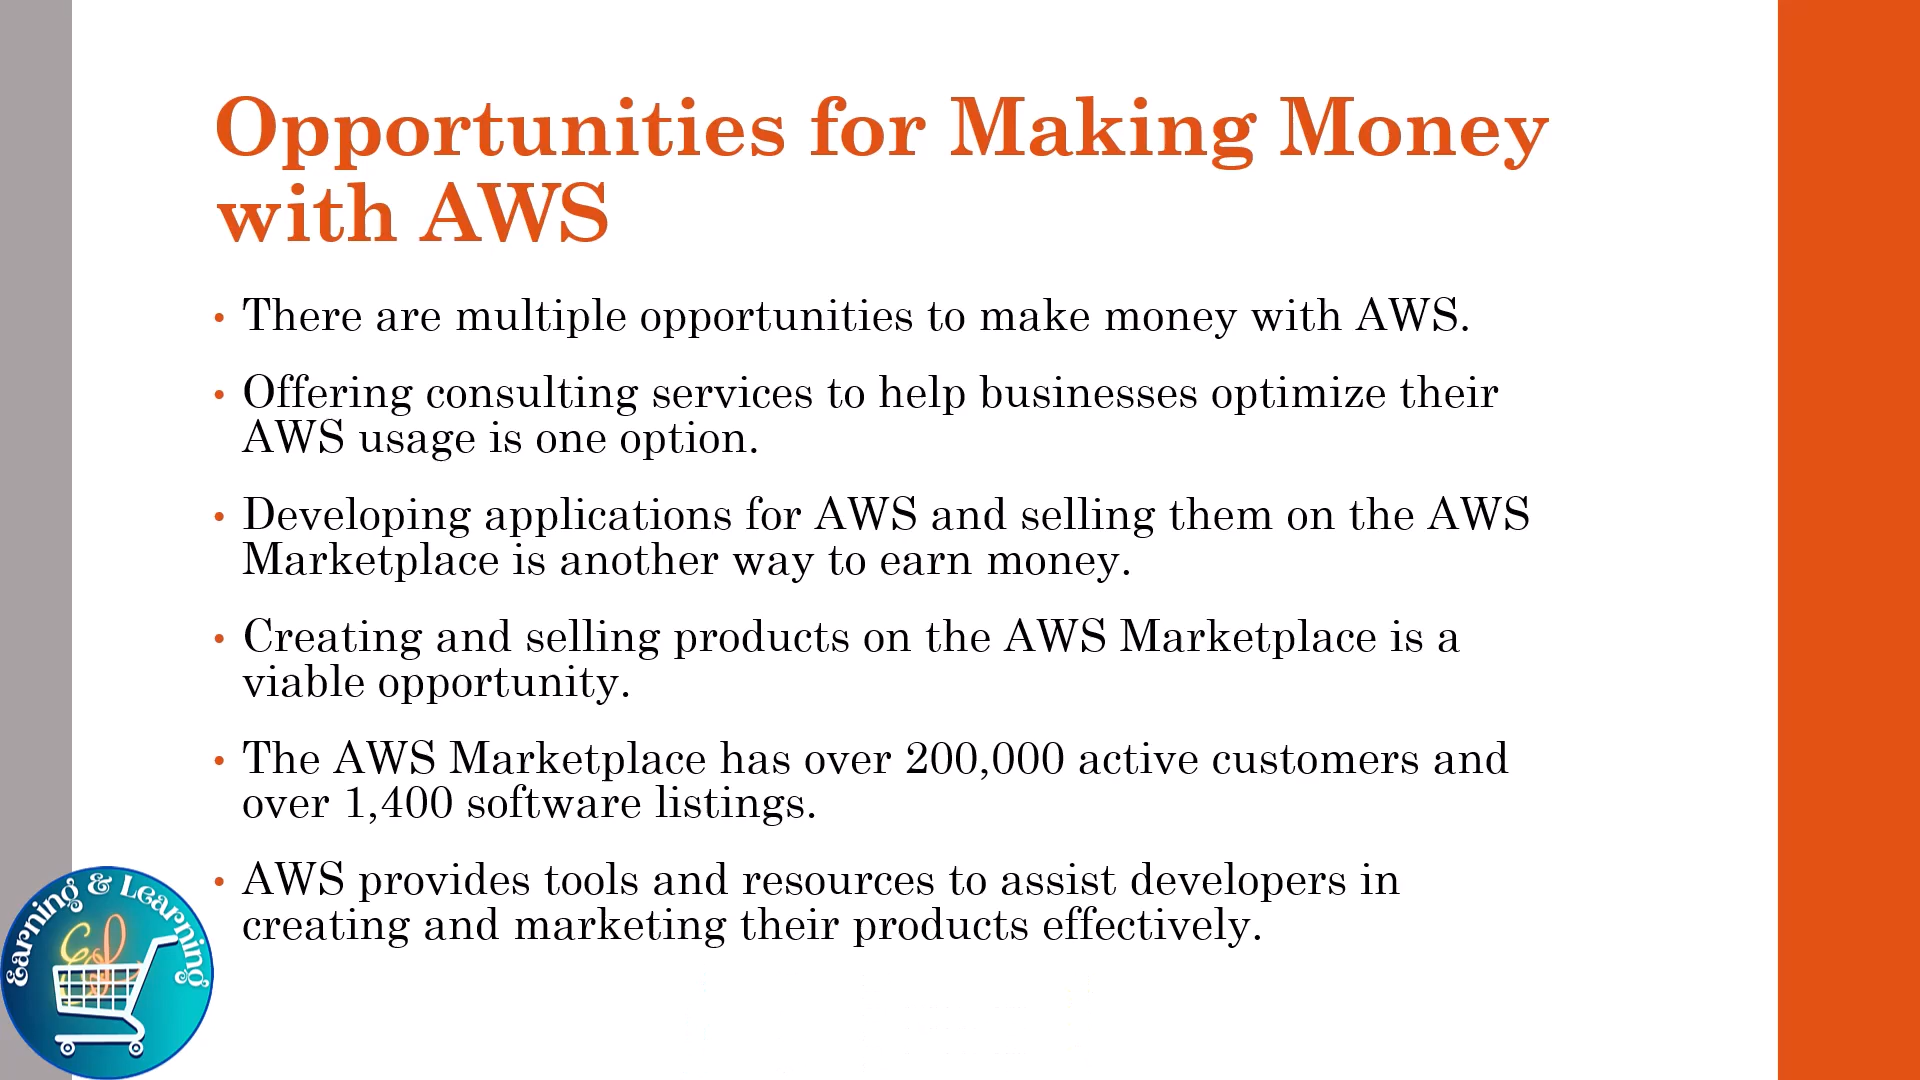 Opportunities for Making Money
with AWS
• There are multiple opportunities to make money with AWS.
• Offering consulting services to help businesses optimize their
AWS usage is one option.
• Developing applications for AWS and selling them on the AWS
Marketplace is another way to earn money.
• Creating and selling products on the AWS Marketplace is a
viable opportunity.
• The AWS Marketplace has over 200,000 active customers and
over 1,400 software listings.
• AWS provides tools and resources to assist developers in
creating and marketing their products effectively.
Earning & Learning